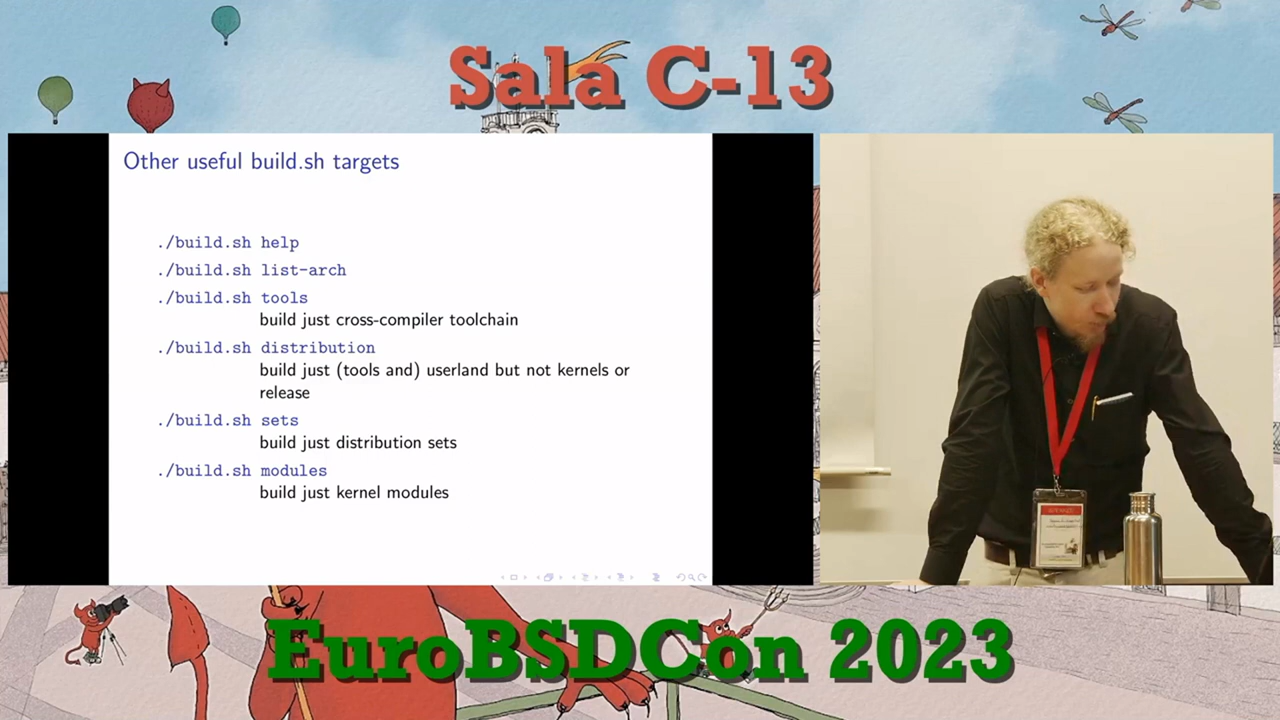 Sala C-13
Other useful build.sh targets
./build.sh help
./build.sh list-arch
./build.sh tools
build just cross-compiler toolchain
./build.sh distribution
build just (tools and) userland but not kernels or
release
./build.sh sets
build just distribution sets
./build.sh modules
build just kernel modules
EuroBSDCon 2023